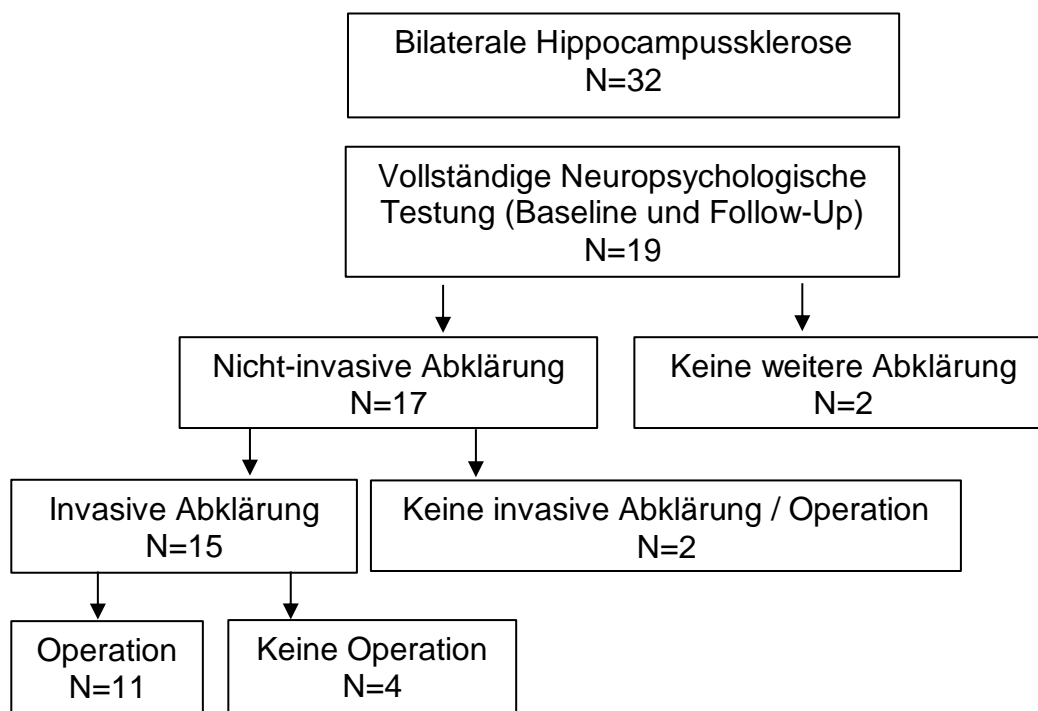 Bilaterale Hippocampussklerose
N=32
Vollständige Neuropsychologische
Testung (Baseline und Follow-Up)
N=19
Nicht-invasive Abklärung
N=17
Keine weitere Abklärung
N=2
Invasive Abklärung
N=15
Keine invasive Abklärung / Operation
N=2
Operation
N=11
Keine Operation
N=4